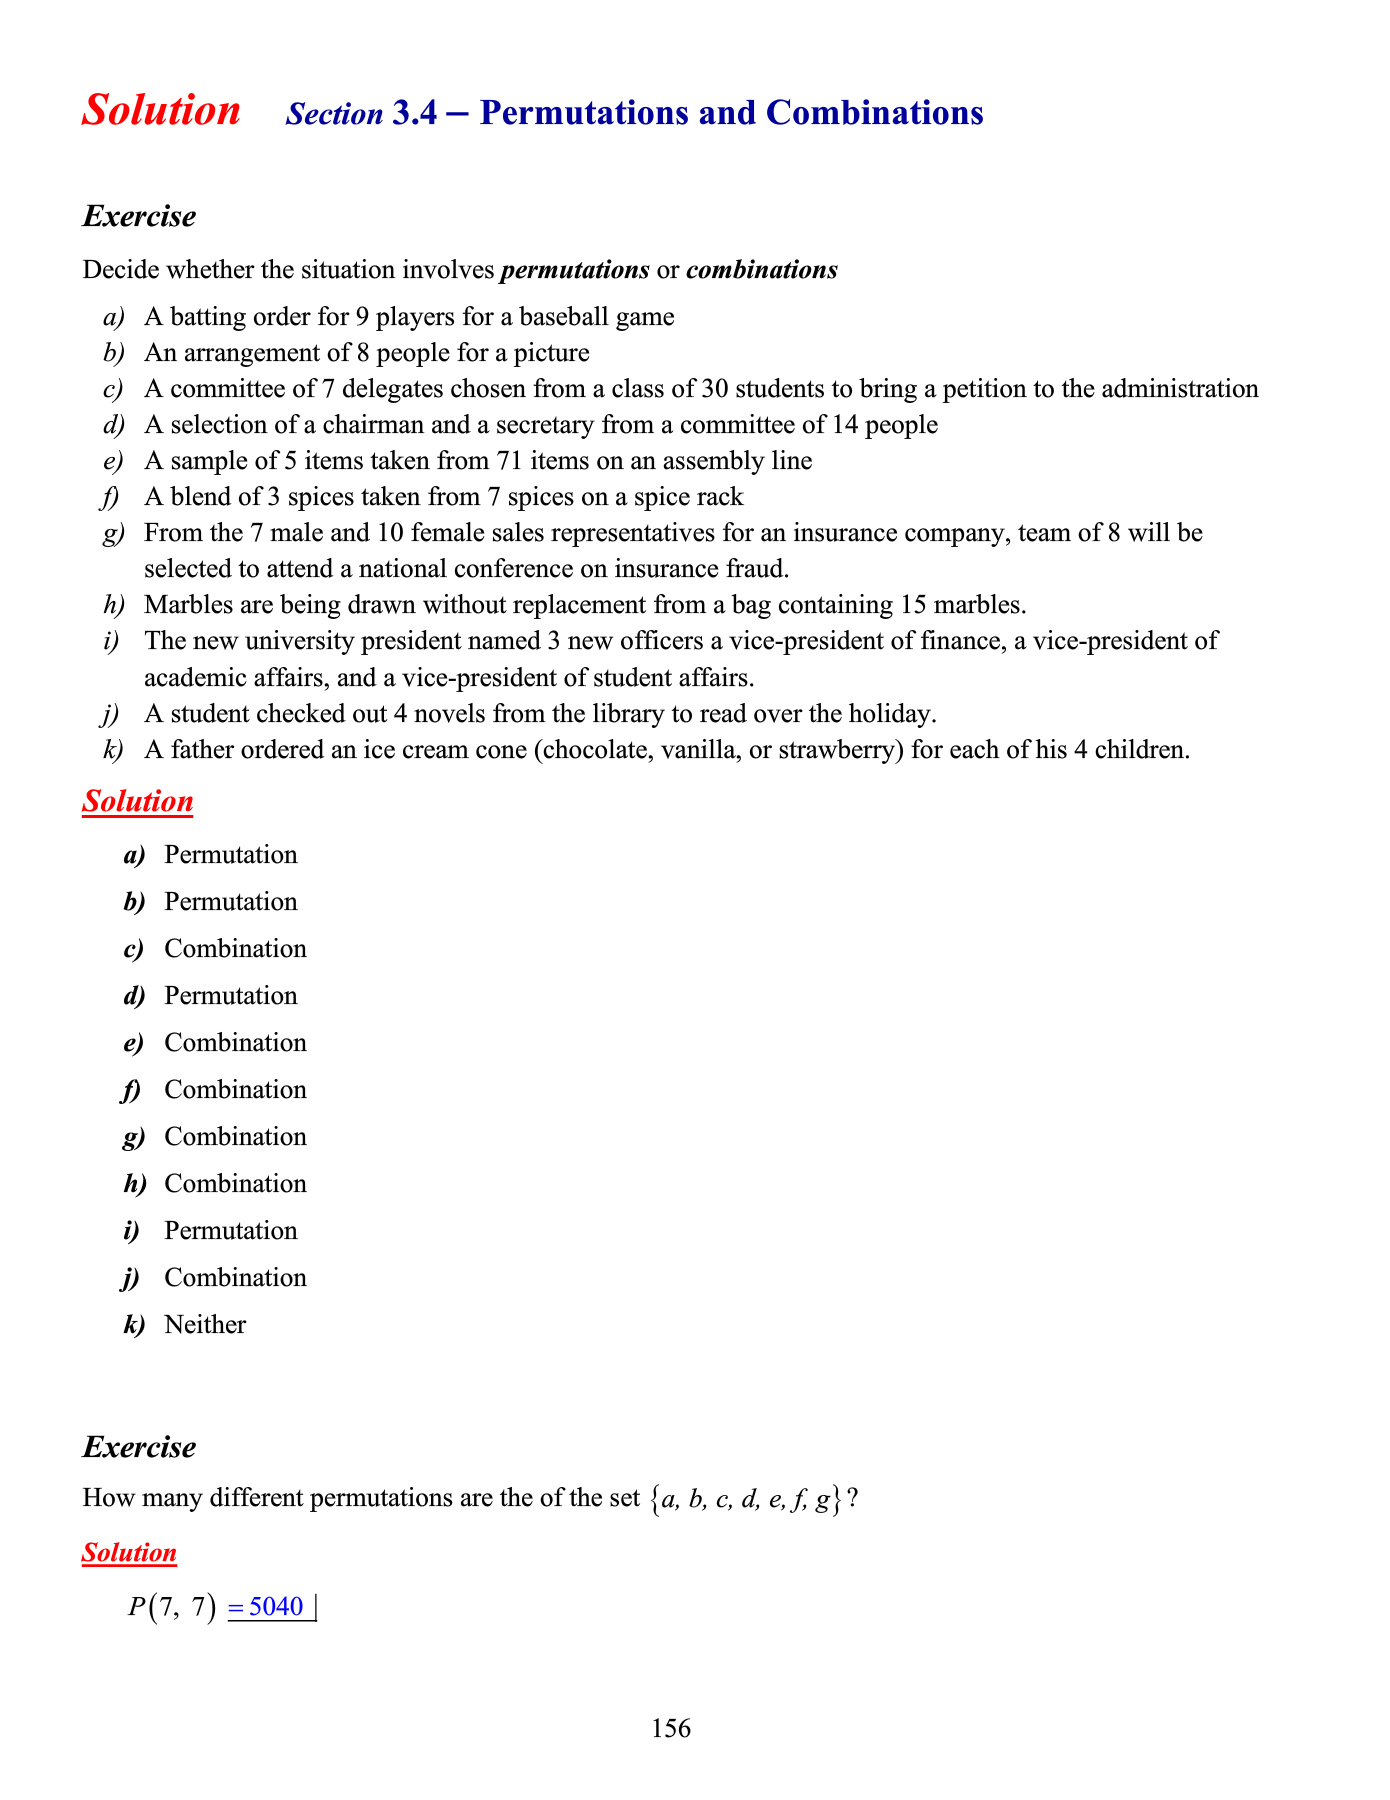 Solution Section 3.4 – Permutations and Combinations
Exercise
Decide whether the situation involves permutations or combinations
a) A batting order for 9 players for a baseball game
b) An arrangement of 8 people for a picture
c) A committee of 7 delegates chosen from a class of 30 students to bring a petition to the administration
d) A selection of a chairman and a secretary from a committee of 14 people
e) A sample of 5 items taken from 71 items on an assembly line
f) A blend of 3 spices taken from 7 spices on a spice rack
g) From the 7 male and 10 female sales representatives for an insurance company, team of 8 will be
selected to attend a national conference on insurance fraud.
h) Marbles are being drawn without replacement from a bag containing 15 marbles.
i) The new university president named 3 new officers a vice-president of finance, a vice-president of
academic affairs, and a vice-president of student affairs.
j) A student checked out 4 novels from the library to read over the holiday.
k) A father ordered an ice cream cone (chocolate, vanilla, or strawberry) for each of his 4 children.
Solution
a) Permutation
b) Permutation
c) Combination
d) Permutation
e) Combination
f) Combination
g) Combination
h) Combination
i) Permutation
j) Combination
k) Neither
Exercise
How many different permutations are the of the set {a, b, c, d, e, f, g}?
Solution
P(7, 7) = 5040 |
156